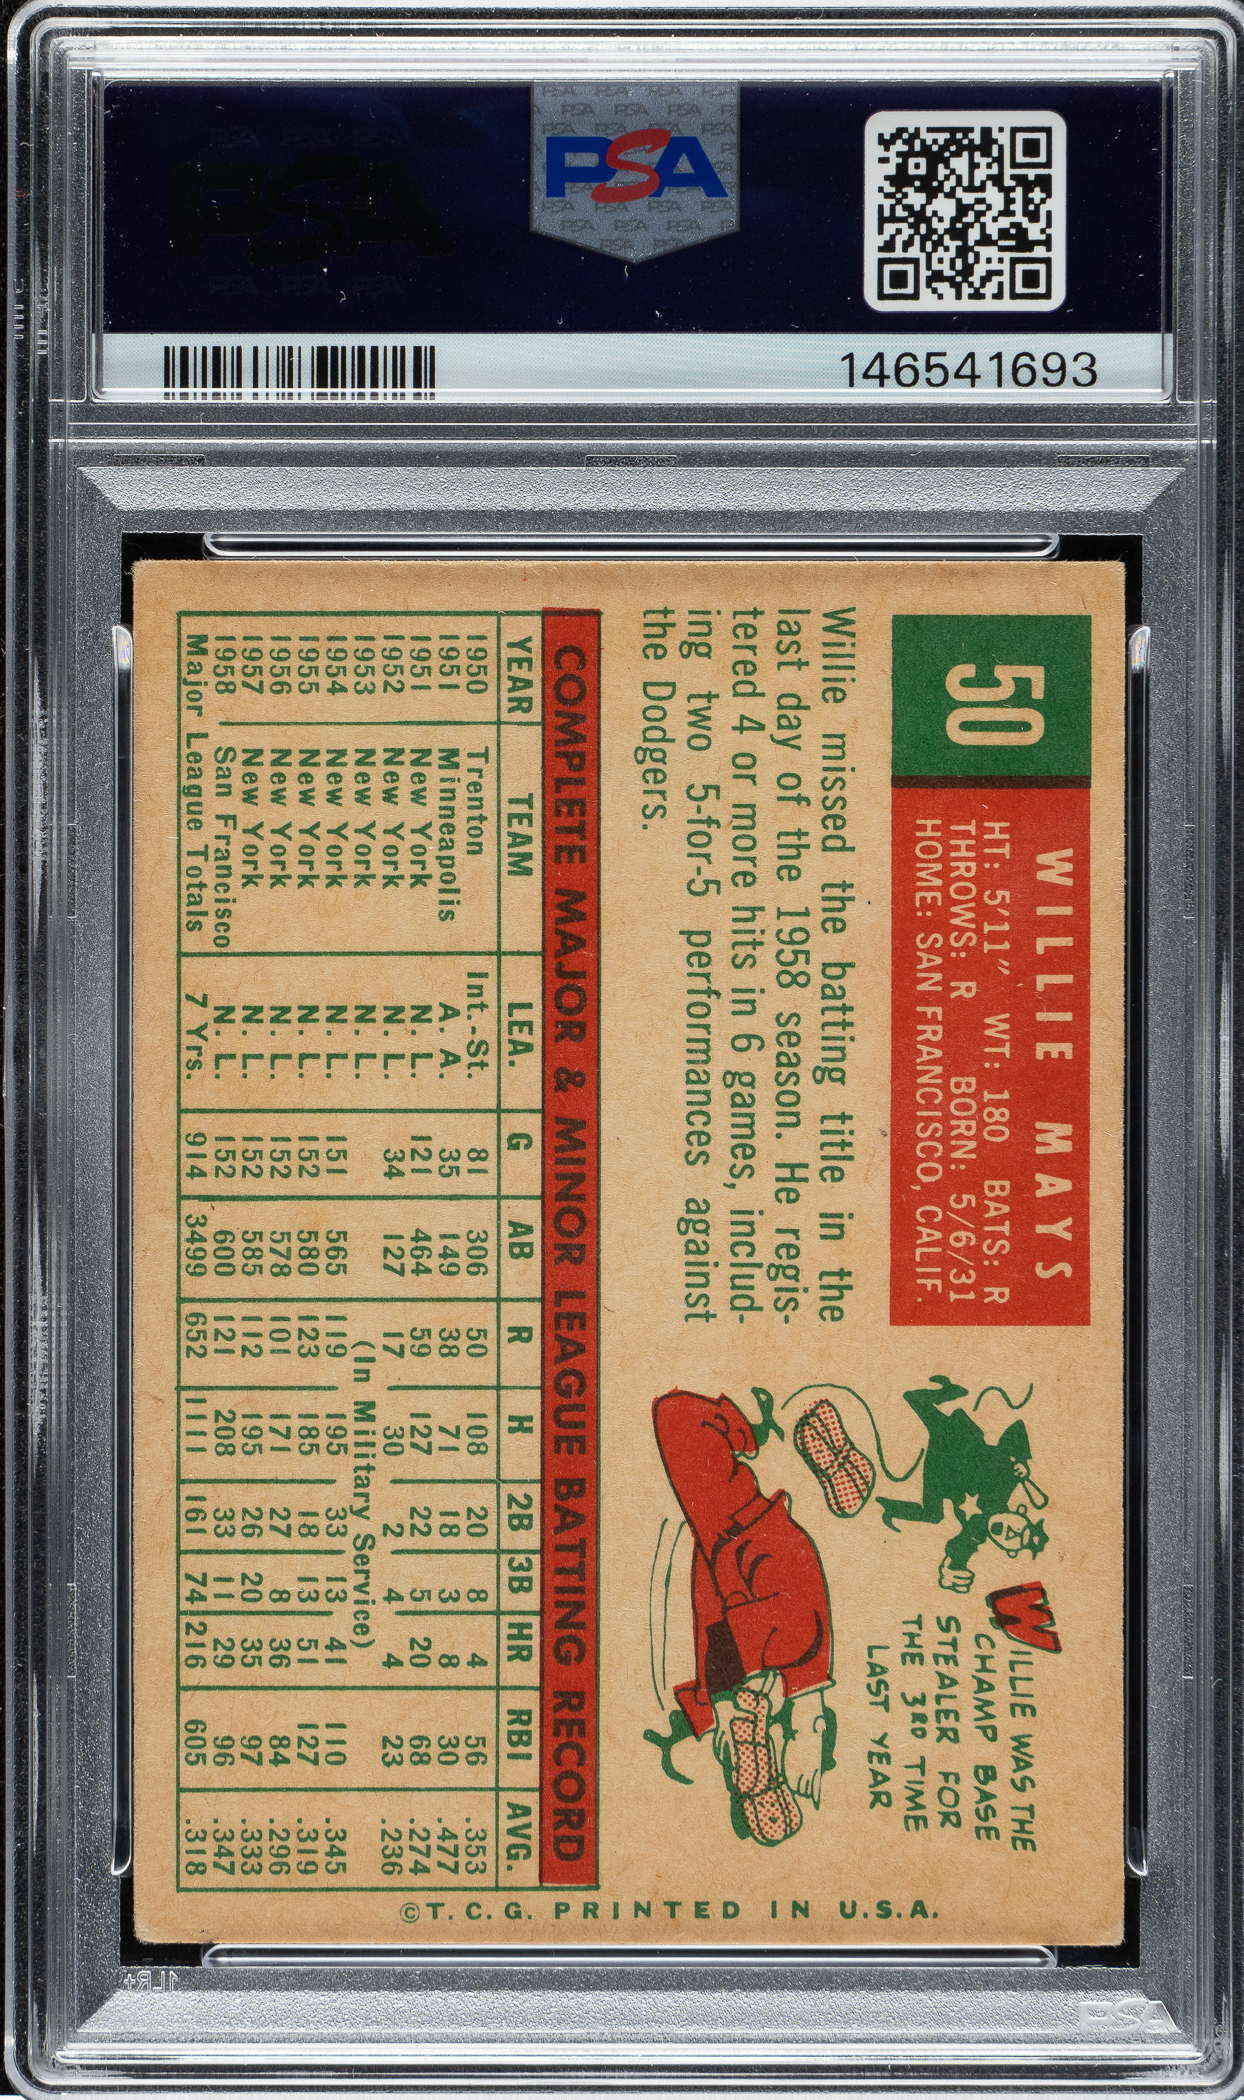 PSA
146541693
50
WILLIE MAYS
HT: 5'11" WT: 180 BATS: R
THROWS: R BORN: 5/6/31
HOME: SAN FRANCISCO, CALIF.
Willie missed the batting title in the
last day of the 1958 season. He regis-
tered 4 or more hits in 6 games, includ-
ing two 5-for-5 performances against
the Dodgers.
WILLIE WAS THE
CHAMP BASE
STEALER FOR
THE 3RD TIME
LAST YEAR
COMPLETE MAJOR & MINOR LEAGUE BATTING RECORD
YEAR TEAM LEA. G AB R H 2B 3B HR RBI AVG.
1950 Trenton Int.-St. 81 306 50 108 20 8 4 56 .353
1951 Minneapolis A. A. 35 149 38 71 18 3 8 30 .477
1951 New York N. L. 121 464 59 127 22 5 20 68 .274
1952 New York N. L. 34 127 17 30 2 4 4 23 .236
1953 New York N. L. (In Military Service)
1954 New York N. L. 151 565 119 195 33 13 41 110 .345
1955 New York N. L. 152 580 123 185 18 13 51 127 .319
1956 New York N. L. 152 578 101 171 27 8 36 84 .296
1957 New York N. L. 152 585 112 195 26 20 35 97 .333
1958 San Francisco N. L. 152 600 121 208 33 11 29 96 .347
Major League Totals 7 Yrs. 914 3499 652 1111 161 74 216 605 .318
©T. C. G. PRINTED IN U.S.A.
1LR+
PSA